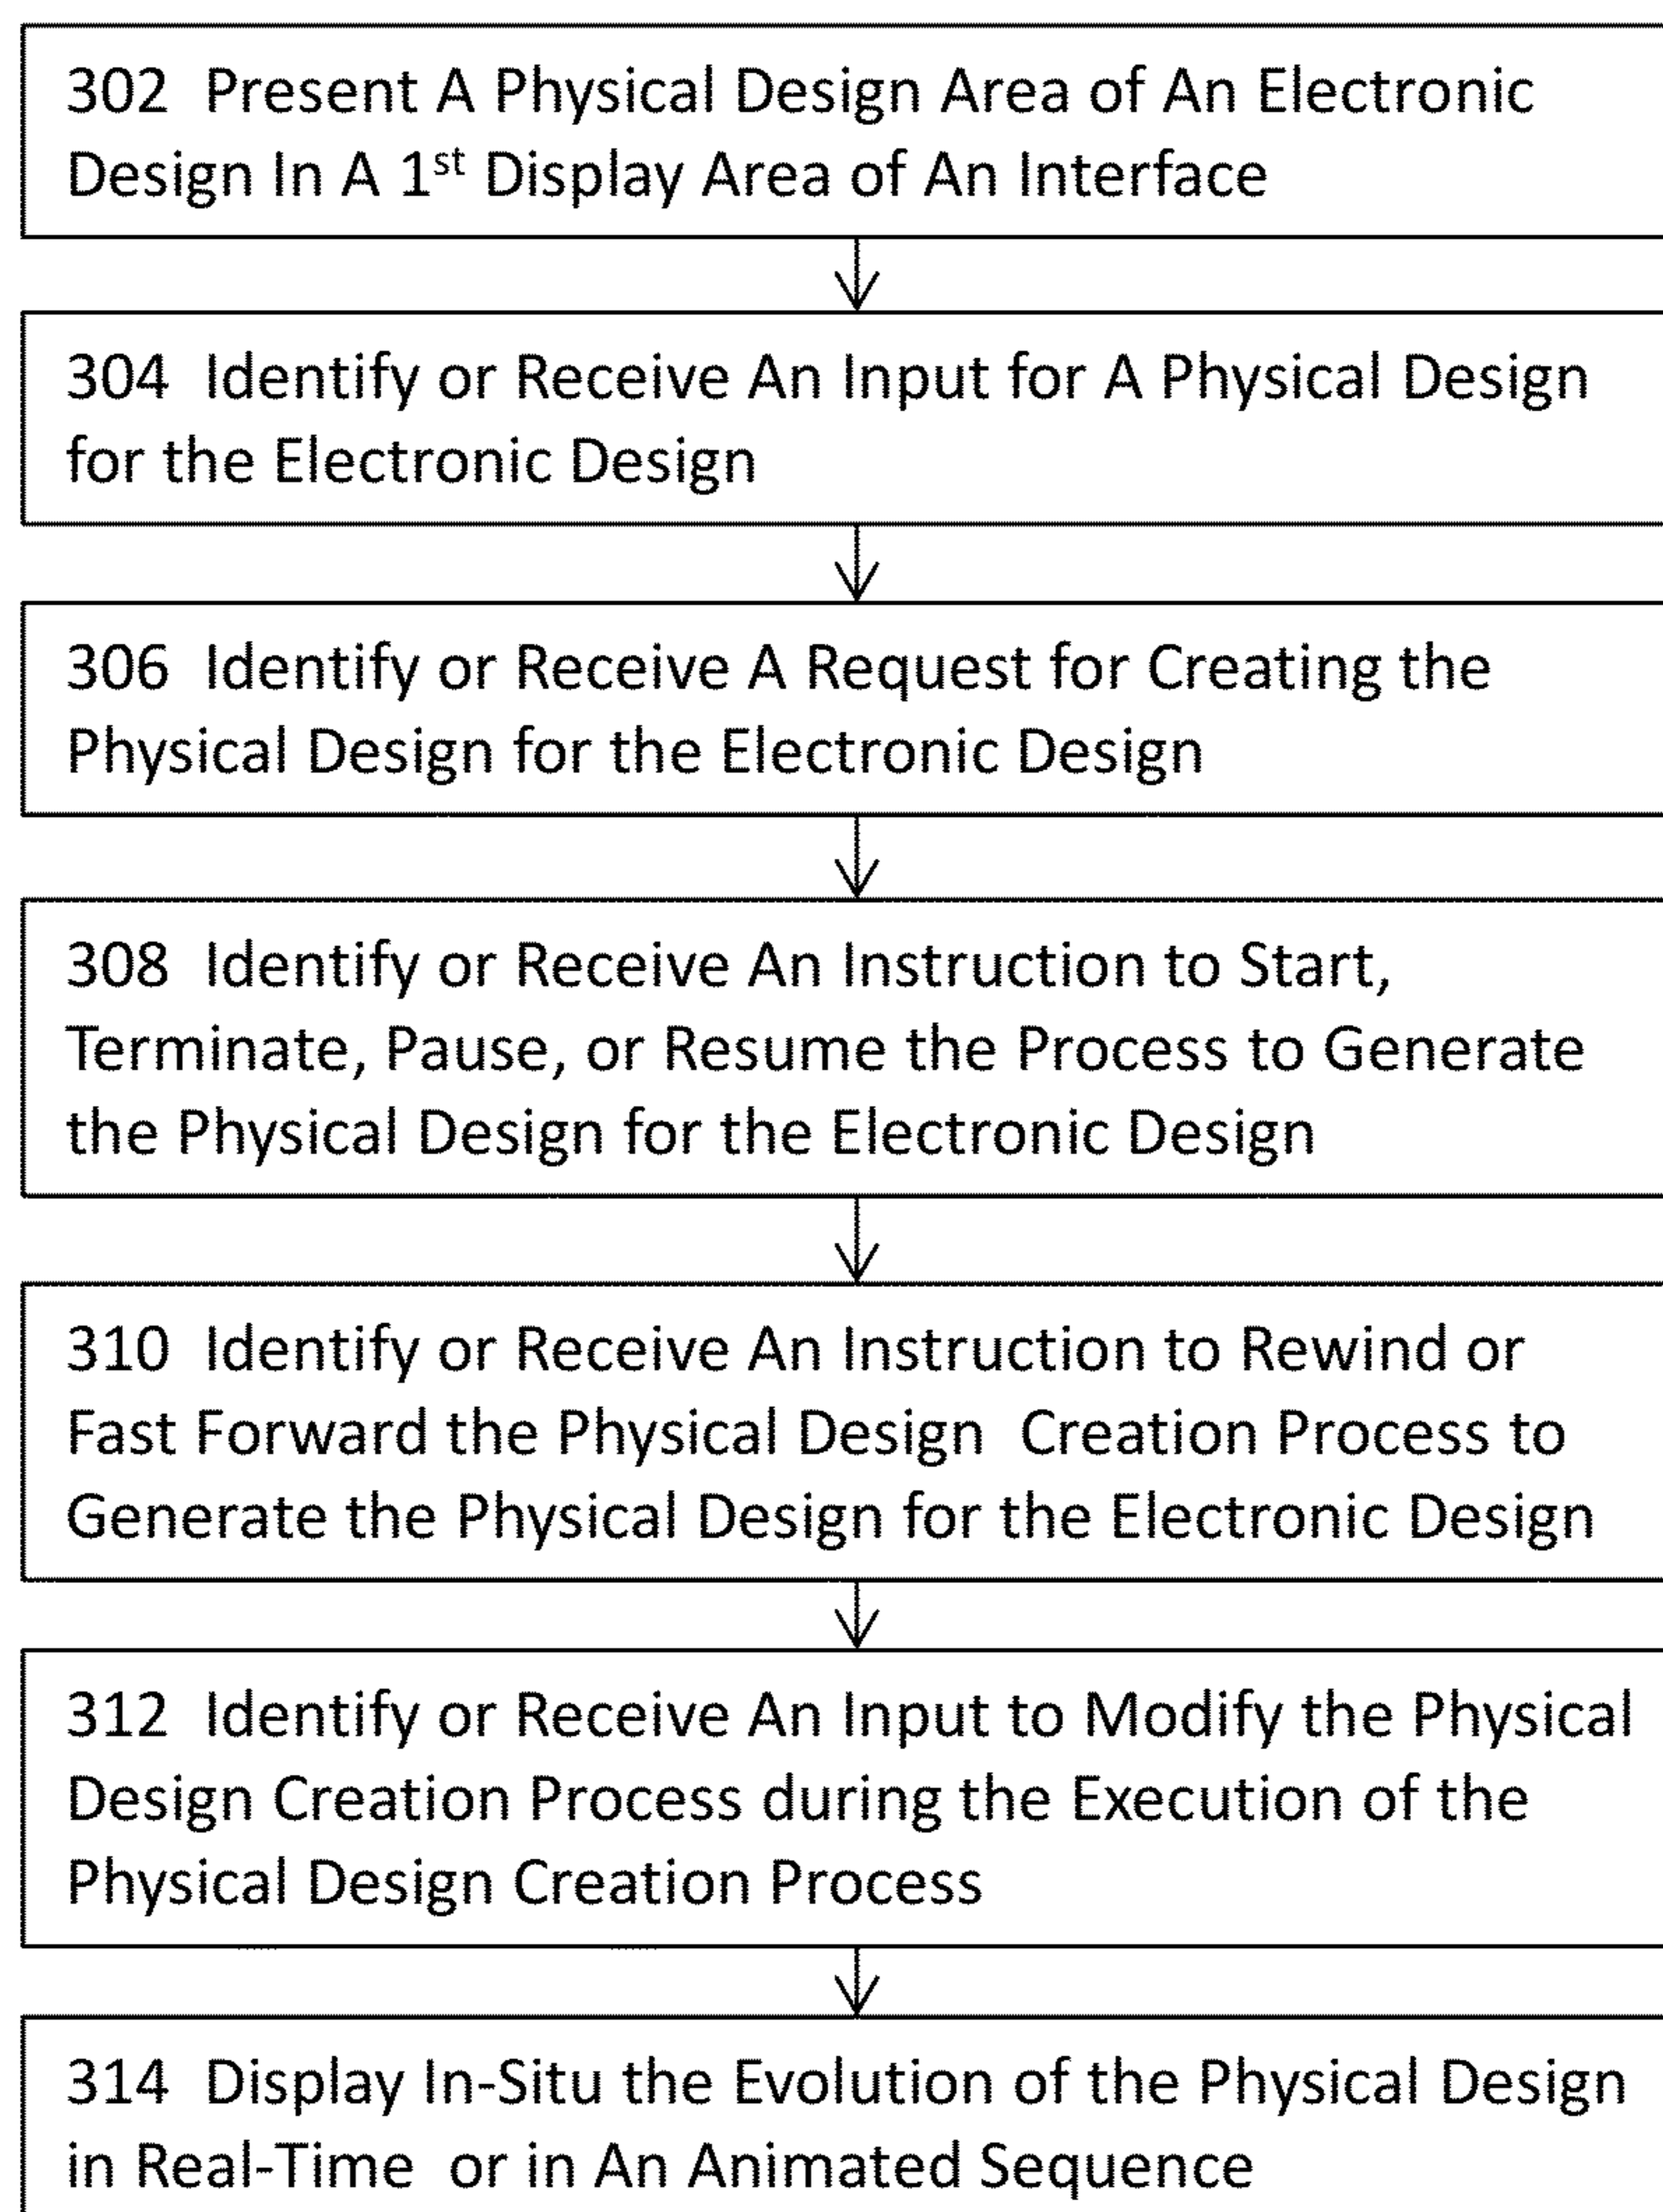 302 Present A Physical Design Area of An Electronic
Design In A 1st Display Area of An Interface
304 Identify or Receive An Input for A Physical Design
for the Electronic Design
306 Identify or Receive A Request for Creating the
Physical Design for the Electronic Design
308 Identify or Receive An Instruction to Start,
Terminate, Pause, or Resume the Process to Generate
the Physical Design for the Electronic Design
310 Identify or Receive An Instruction to Rewind or
Fast Forward the Physical Design Creation Process to
Generate the Physical Design for the Electronic Design
312 Identify or Receive An Input to Modify the Physical
Design Creation Process during the Execution of the
Physical Design Creation Process
314 Display In-Situ the Evolution of the Physical Design
in Real-Time or in An Animated Sequence